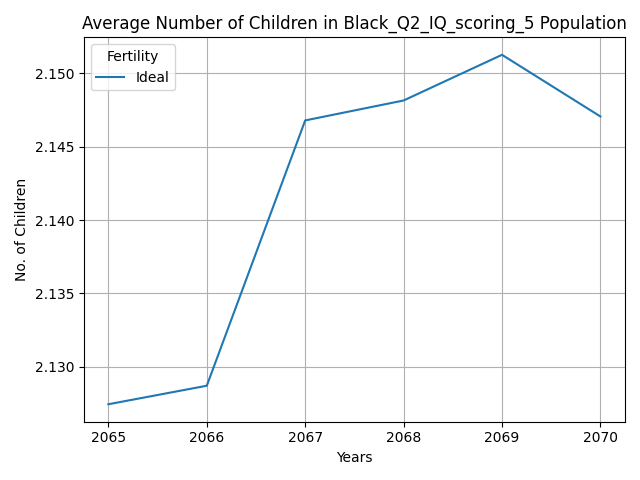 Average Number of Children in Black_Q2_IQ_scoring_5 Population
Fertility
Ideal
2.150
2.145
2.140
2.135
2.130
No. of Children
2065 2066 2067 2068 2069 2070
Years